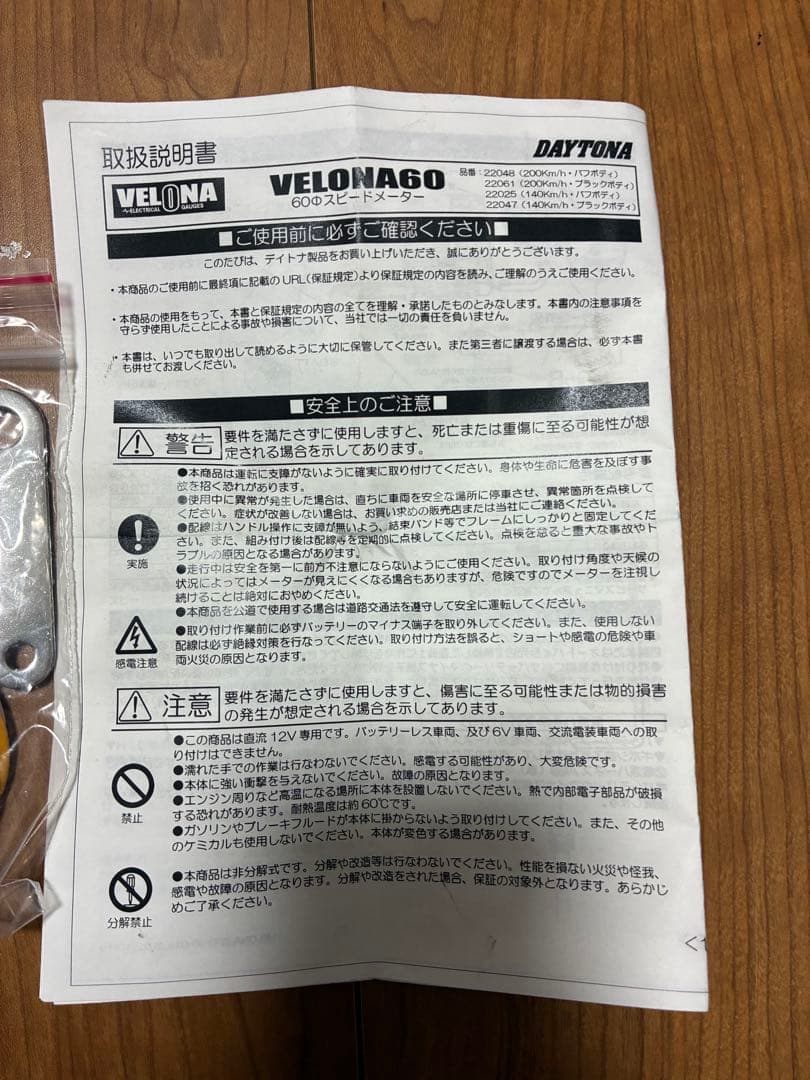 取扱説明書
DAYTONA
VELONA
ELECTRICAL GAUGES
VELONA60
60Φスピードメーター
品番：22048（200Km/h・バフボディ）
22061（200Km/h・ブラックボディ）
22025（140Km/h・バフボディ）
22047（140Km/h・ブラックボディ）
■ご使用前に必ずご確認ください■
このたびは、デイトナ製品をお買い上げいただき、誠にありがとうございます。
・本商品のご使用前に最終項に記載のURL(保証規定)より保証規定の内容を読み、ご理解のうえご使用ください。
・本商品の使用をもって、本書と保証規定の内容の全てを理解・承諾したものとみなします。本書内の注意事項を
守らず使用したことによる事故や損害について、当社では一切の責任を負いません。
・本書は、いつでも取り出して読めるように大切に保管してください。また第三者に譲渡する場合は、必ず本書
も併せてお渡しください。
■安全上のご注意■
警告
要件を満たさずに使用しますと、死亡または重傷に至る可能性が想
定される場合を示してあります。
●本商品は運転に支障がないように確実に取り付けてください。身体や生命に危害を及ぼす事
故を招く恐れがあります。
●使用中に異常が発生した場合は、直ちに車両を安全な場所に停車させ、異常箇所を点検して
ください。症状が改善しない場合は、お買い求めの販売店または当社にご連絡ください。
●配線はハンドル操作に支障が無いよう、結束バンド等でフレームにしっかりと固定してくだ
さい。また、組み付け後は配線等を定期的に点検してください。点検を怠ると重大な事故やト
ラブルの原因となる場合があります。
●走行中は安全を第一に前方不注意にならないようにご使用ください。取り付け角度や天候の
状況によってはメーターが見えにくくなる場合もありますが、危険ですのでメーターを注視し
続けることは絶対におやめください。
●本商品を公道で使用する場合は道路交通法を遵守して安全に運転してください。
実施
●取り付け作業前に必ずバッテリーのマイナス端子を取り外してください。また、使用しない
配線は必ず絶縁対策を行なってください。取り付け方法を誤ると、ショートや感電の危険や車
両火災の原因となります。
感電注意
注意
要件を満たさずに使用しますと、傷害に至る可能性または物的損害
の発生が想定される場合を示してあります。
●この商品は直流12V専用です。バッテリーレス車両、及び6V車両、交流電装車両への取
り付けはできません。
●濡れた手での作業は行なわないでください。感電する可能性があり、大変危険です。
●本体に強い衝撃を与えないでください。故障の原因となります。
●エンジン周りなど高温になる場所に本体を設置しないでください。熱で内部電子部品が破損
する恐れがあります。耐熱温度は約60℃です。
●ガソリンやブレーキフルードが本体に掛からないよう取り付けしてください。また、その他
のケミカルも使用しないでください。本体が変色する場合があります。
禁止
●本商品は非分解式です。分解や改造等は行なわないでください。性能を損ない火災や怪我、
感電や故障の原因となります。分解や改造をされた場合、保証の対象外となります。あらかじ
めご了承ください。
分解禁止